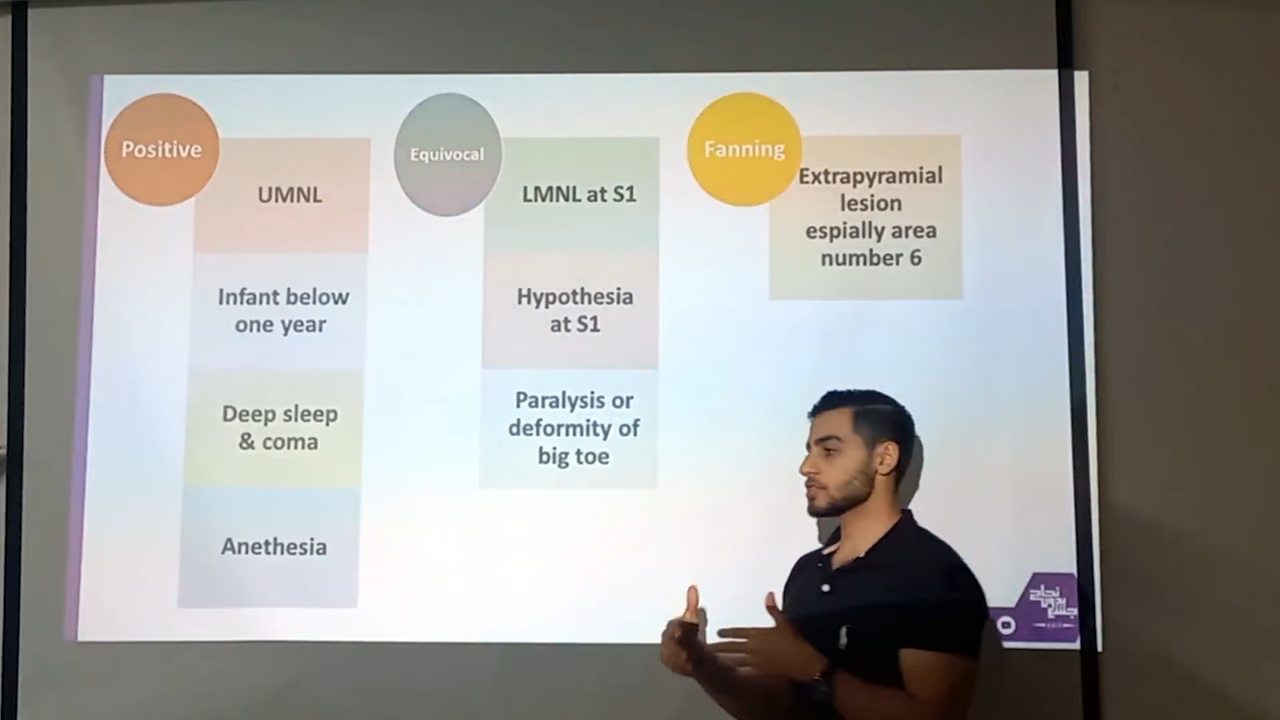 Positive
UMNL
Infant below
one year
Deep sleep
& coma
Anethesia
Equivocal
LMNL at S1
Hypothesia
at S1
Paralysis or
deformity of
big toe
Fanning
Extrapyramial
lesion
espially area
number 6